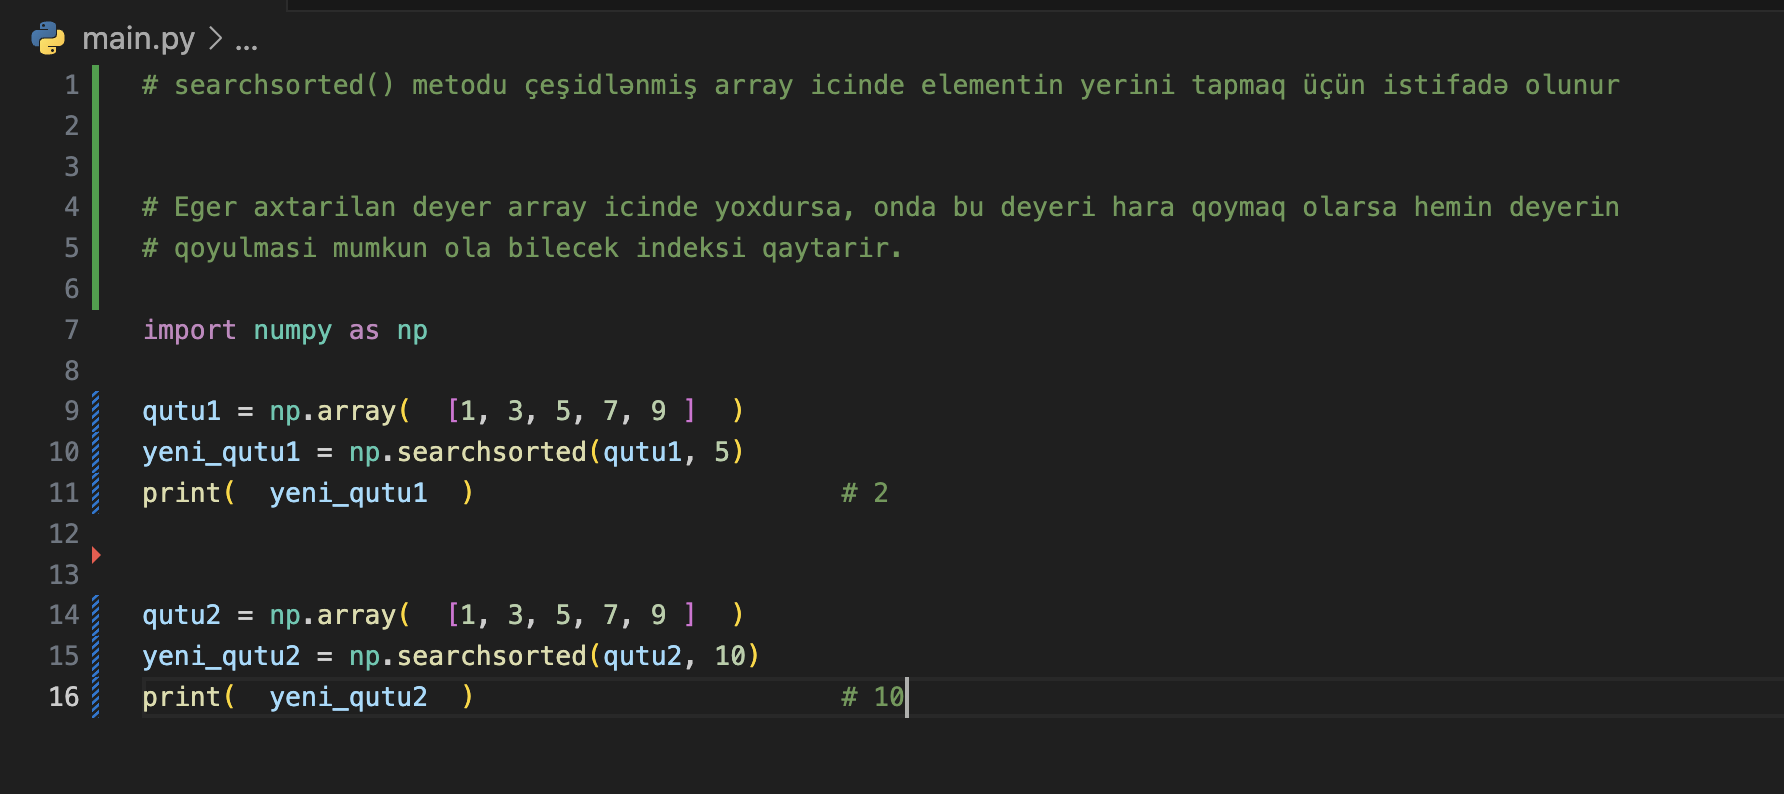 main.py > ...
1 # searchsorted() metodu çeşidlənmiş array icinde elementin yerini tapmaq üçün istifadə olunur
2
3
4 # Eger axtarilan deyer array icinde yoxdursa, onda bu deyeri hara qoymaq olarsa hemin deyerin
5 # qoyulmasi mumkun ola bilecek indeksi qaytarir.
6
7 import numpy as np
8
9 qutu1 = np.array(  [1, 3, 5, 7, 9 ]  )
10 yeni_qutu1 = np.searchsorted(qutu1, 5)
11 print(  yeni_qutu1  )                       # 2
12
13
14 qutu2 = np.array(  [1, 3, 5, 7, 9 ]  )
15 yeni_qutu2 = np.searchsorted(qutu2, 10)
16 print(  yeni_qutu2  )                       # 10